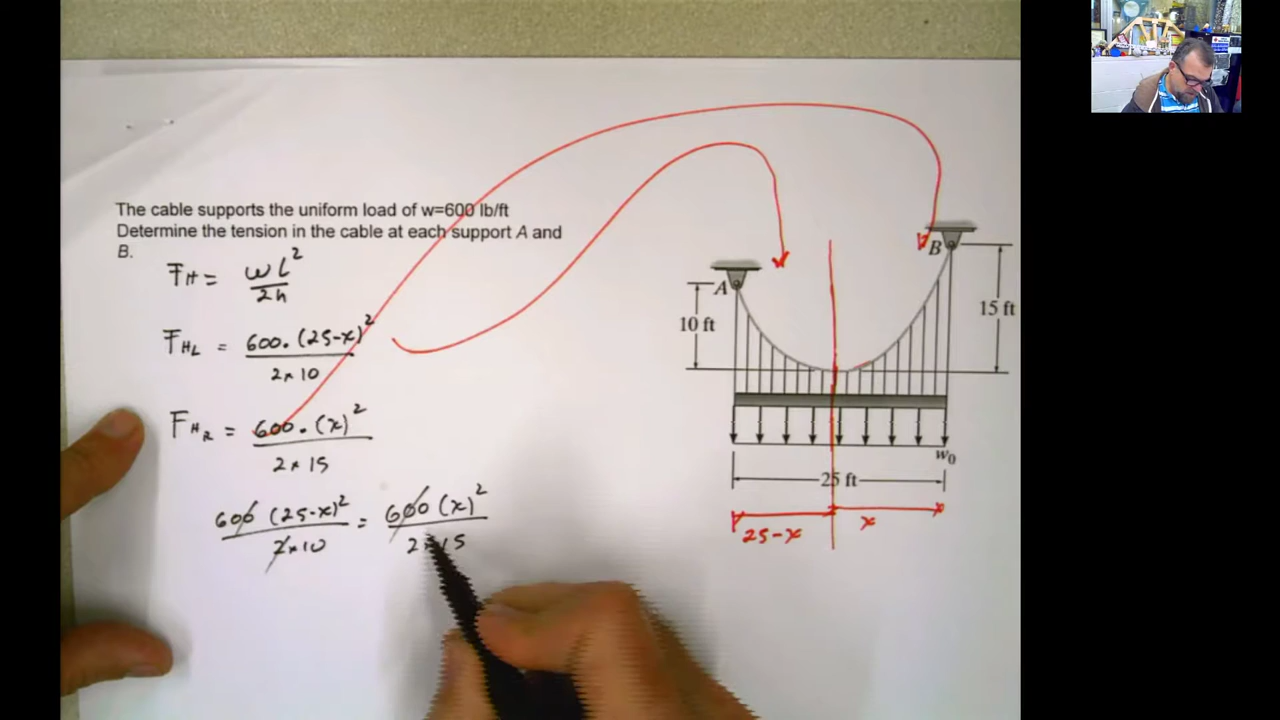 The cable supports the uniform load of w=600 lb/ft
Determine the tension in the cable at each support A and
B.
FH = wL²/2h
FHL = 600.(25-x)²/2×10
FHR = 600.(x)²/2×15
600 (25-x)²/2×10 = 600 (x)²/2×15
A
B
10 ft
15 ft
w0
25 ft
25-x
x